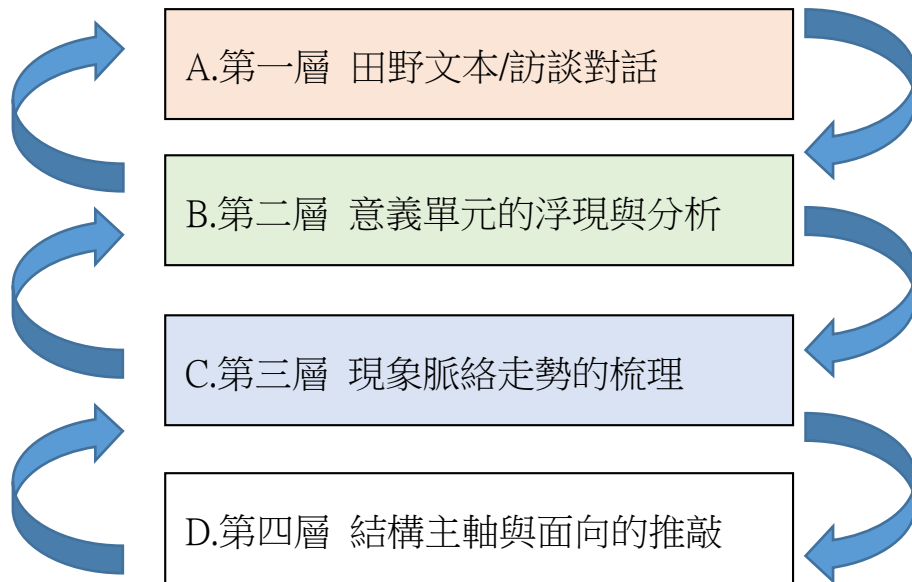 A.第一層 田野文本/訪談對話
B.第二層 意義單元的浮現與分析
C.第三層 現象脈絡走勢的梳理
D.第四層 結構主軸與面向的推敲